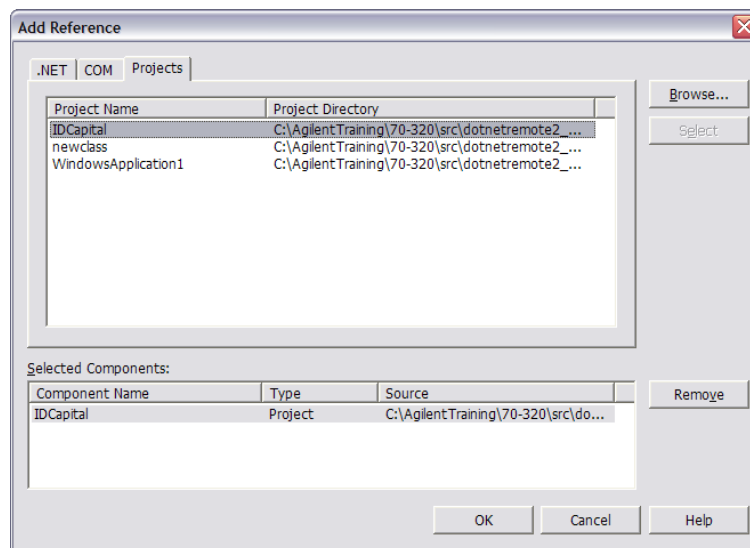 Add Reference
.NET COM Projects
Browse...
Project Name Project Directory
Select
IDCapital C:\AgilentTraining\70-320\src\dotnetremote2_...
newclass C:\AgilentTraining\70-320\src\dotnetremote2_...
WindowsApplication1 C:\AgilentTraining\70-320\src\dotnetremote2_...
Selected Components:
Component Name Type Source
Remove
IDCapital Project C:\AgilentTraining\70-320\src\do...
OK Cancel Help